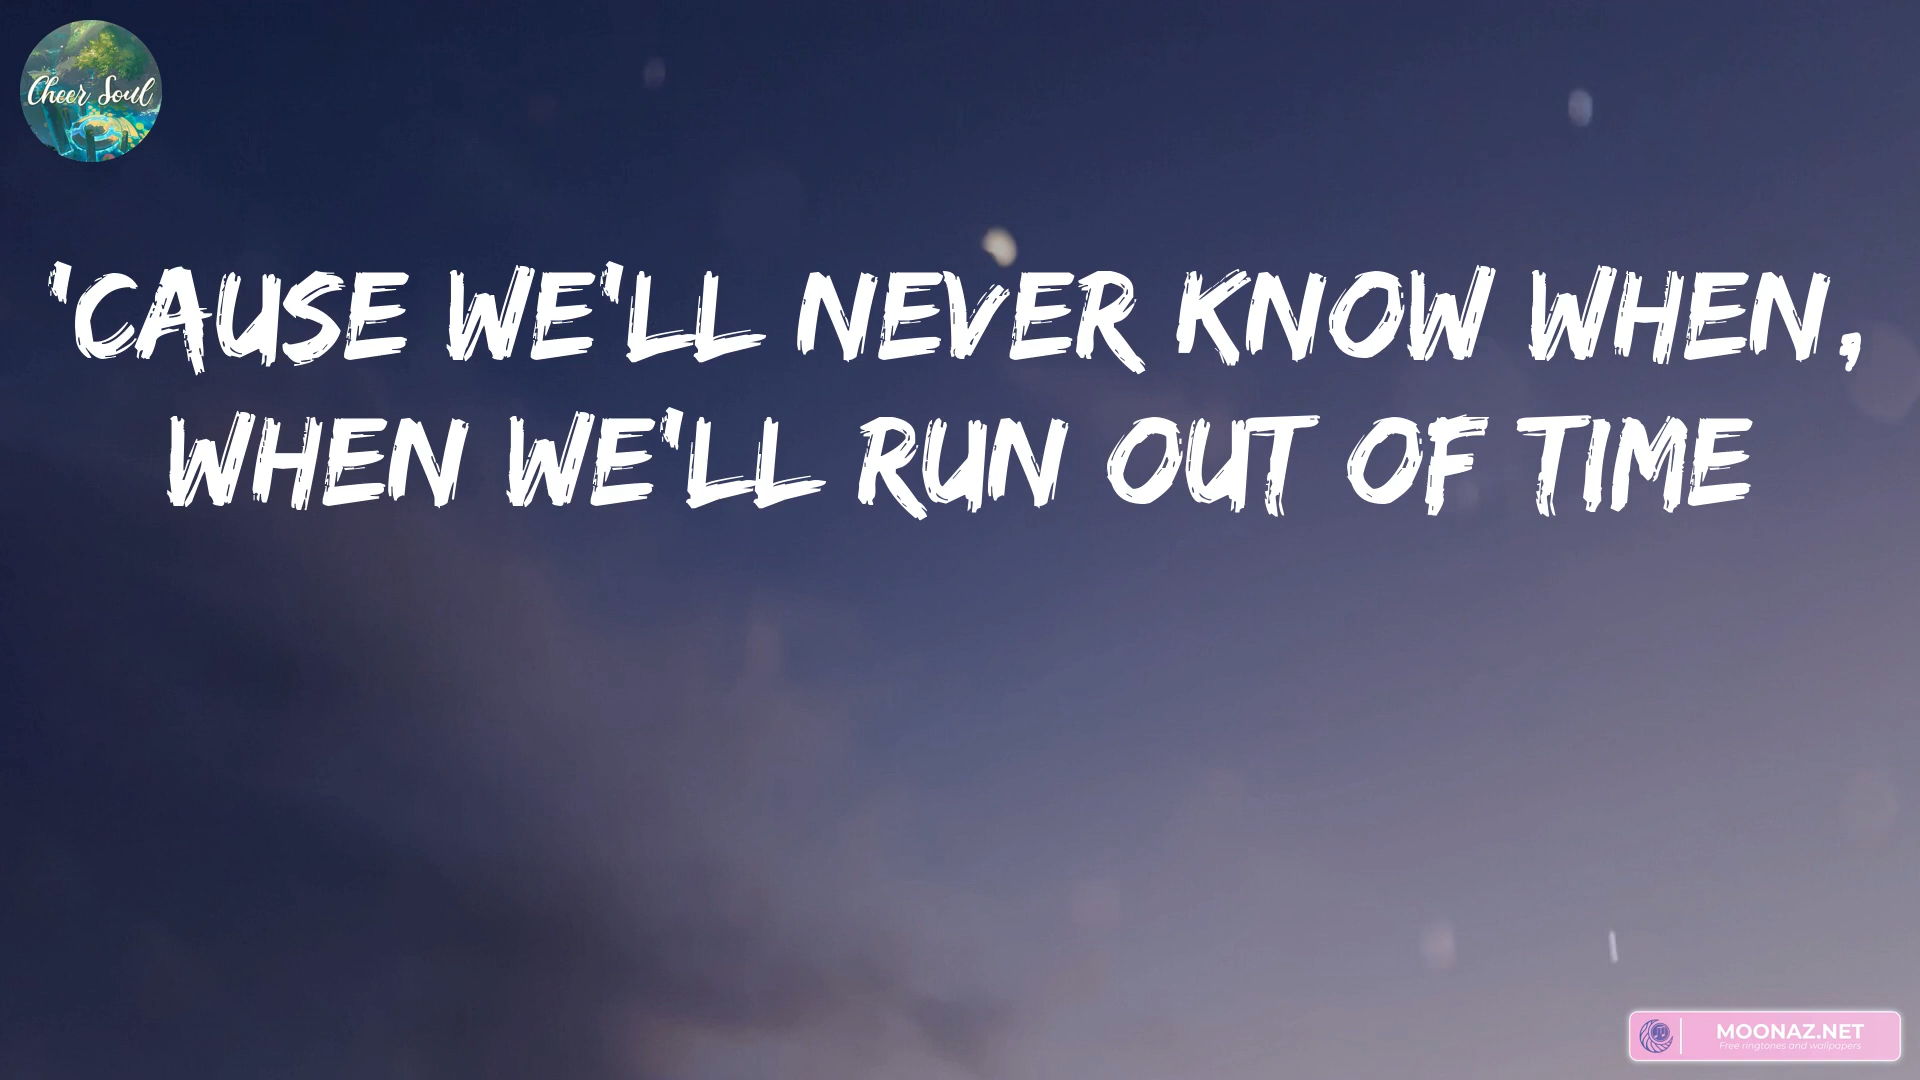 Cheer Soul
'CAUSE WE'LL NEVER KNOW WHEN,
WHEN WE'LL RUN OUT OF TIME
MOONAZ.NET
Free ringtones and wallpapers